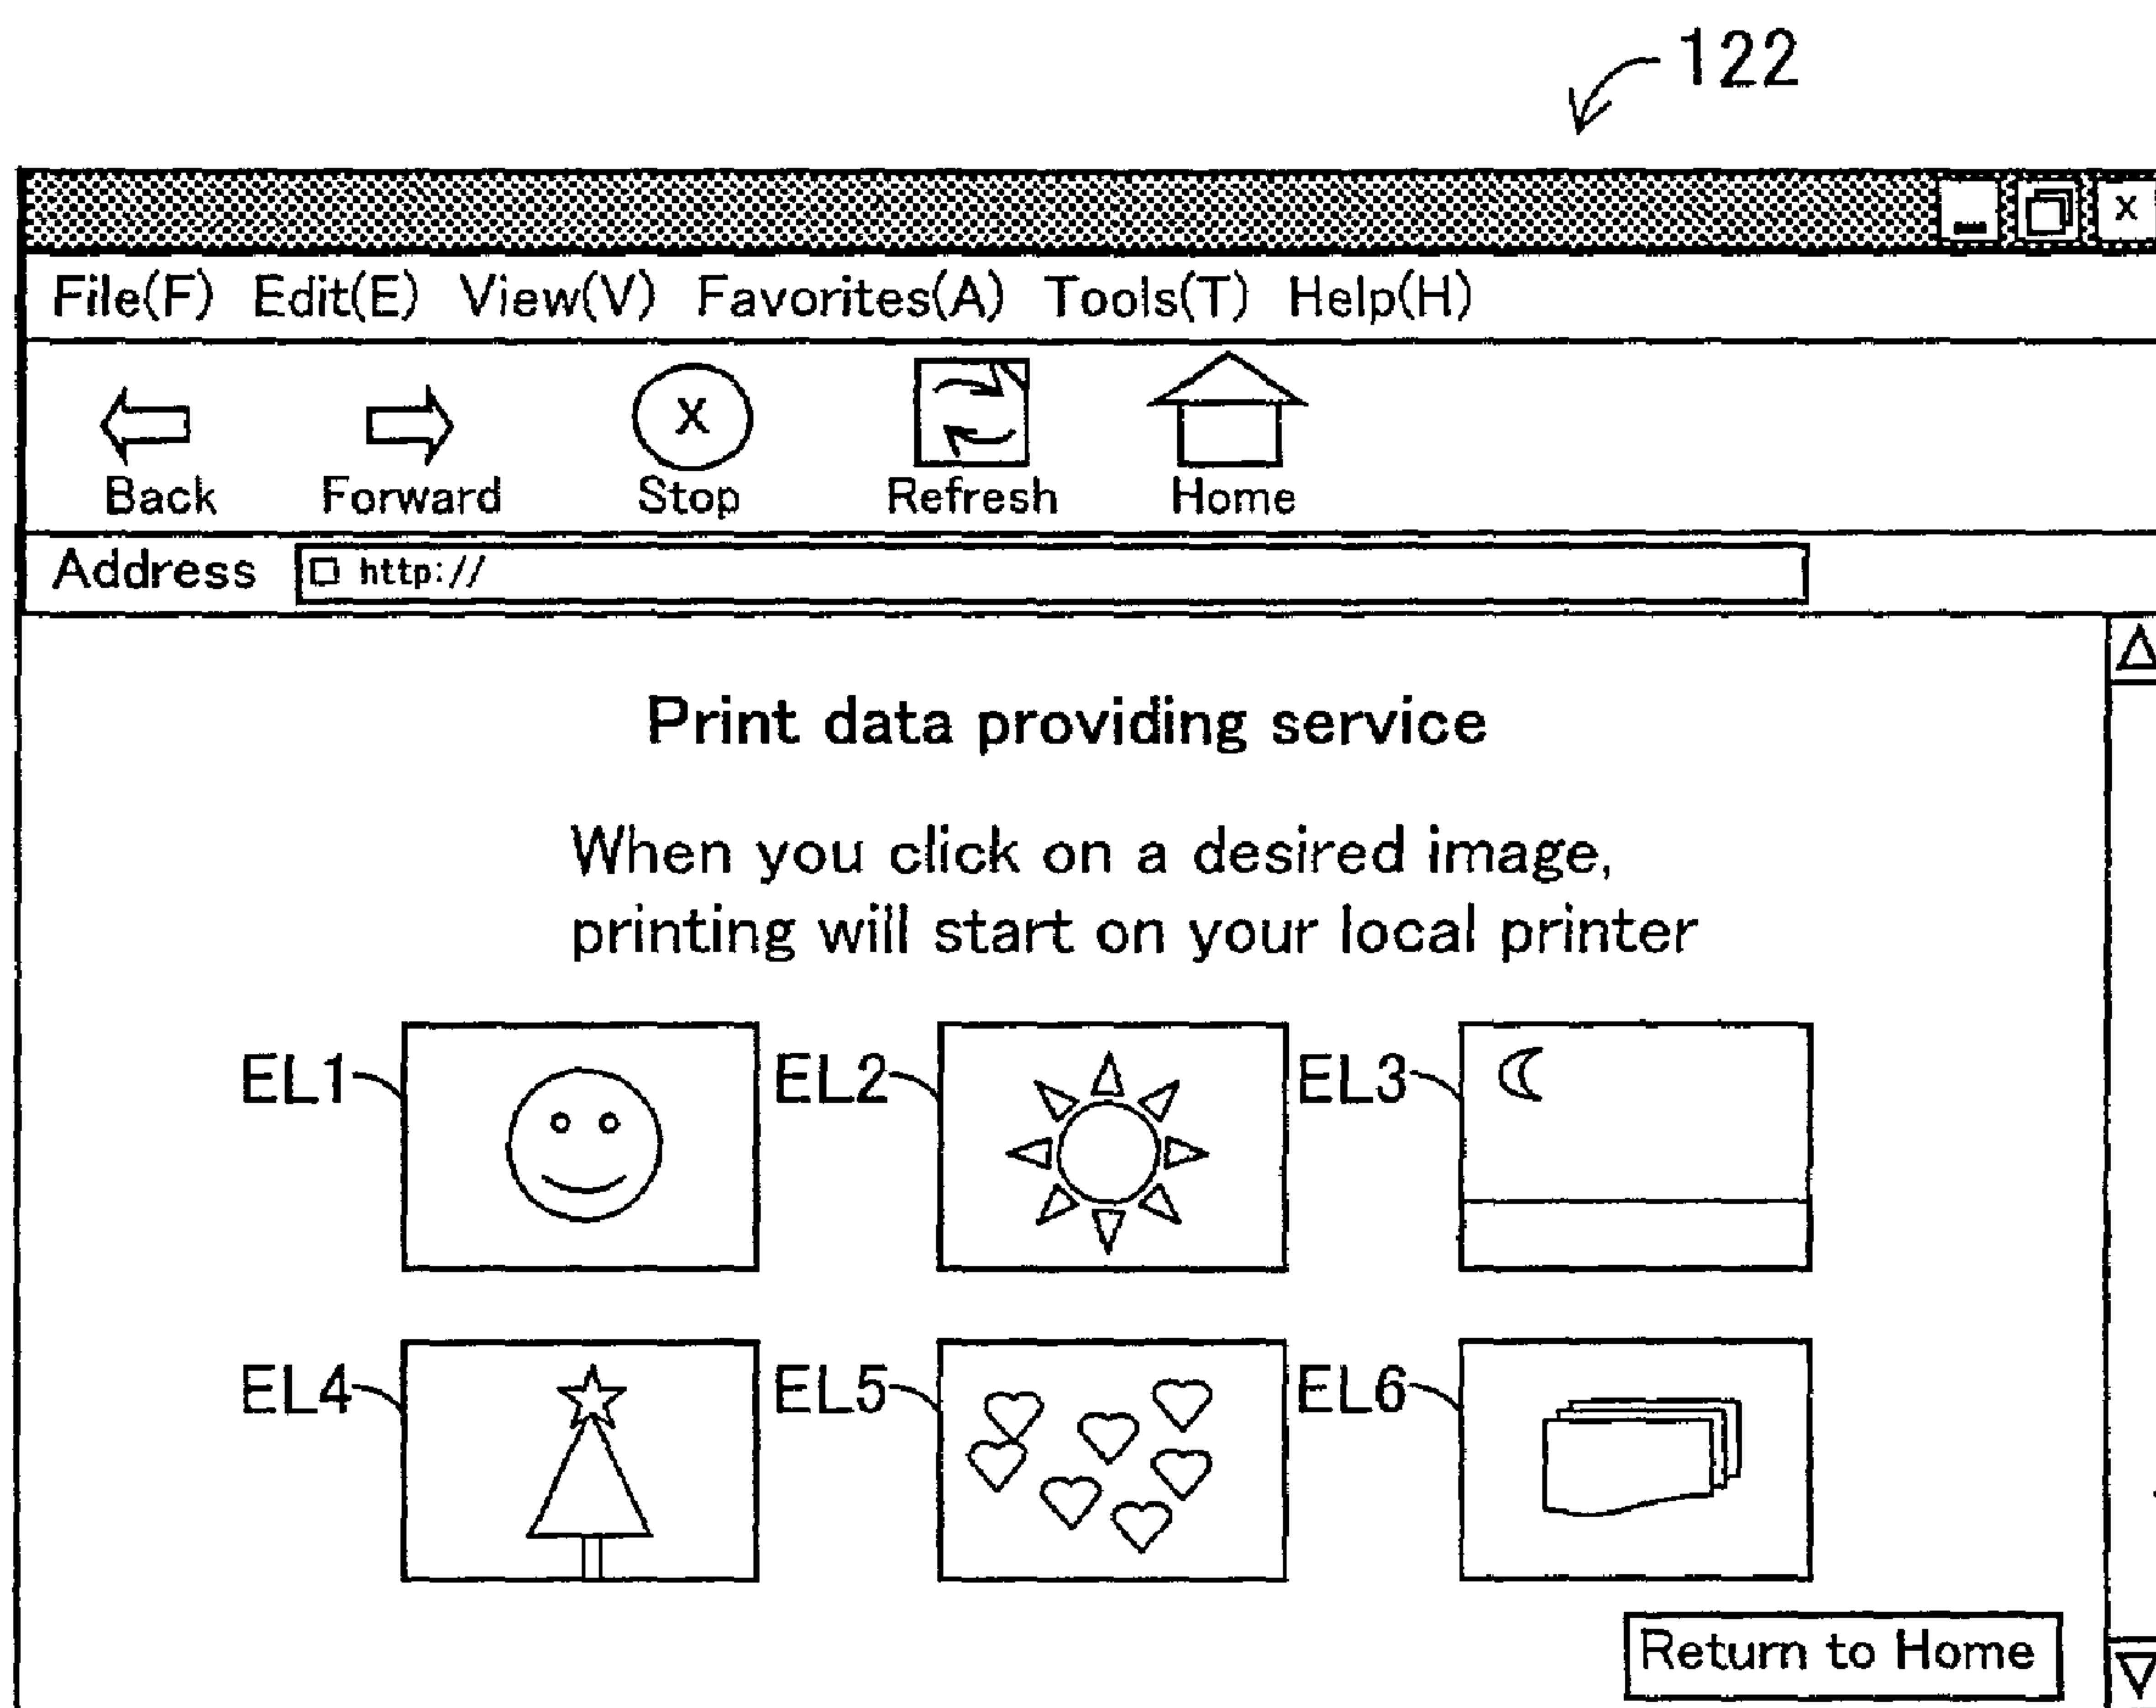 122
x
File(F) Edit(E) View(V) Favorites(A) Tools(T) Help(H)
X
Back Forward Stop Refresh Home
Address http://
Print data providing service
When you click on a desired image,
printing will start on your local printer
EL1 EL2 EL3
EL4 EL5 EL6
Return to Home